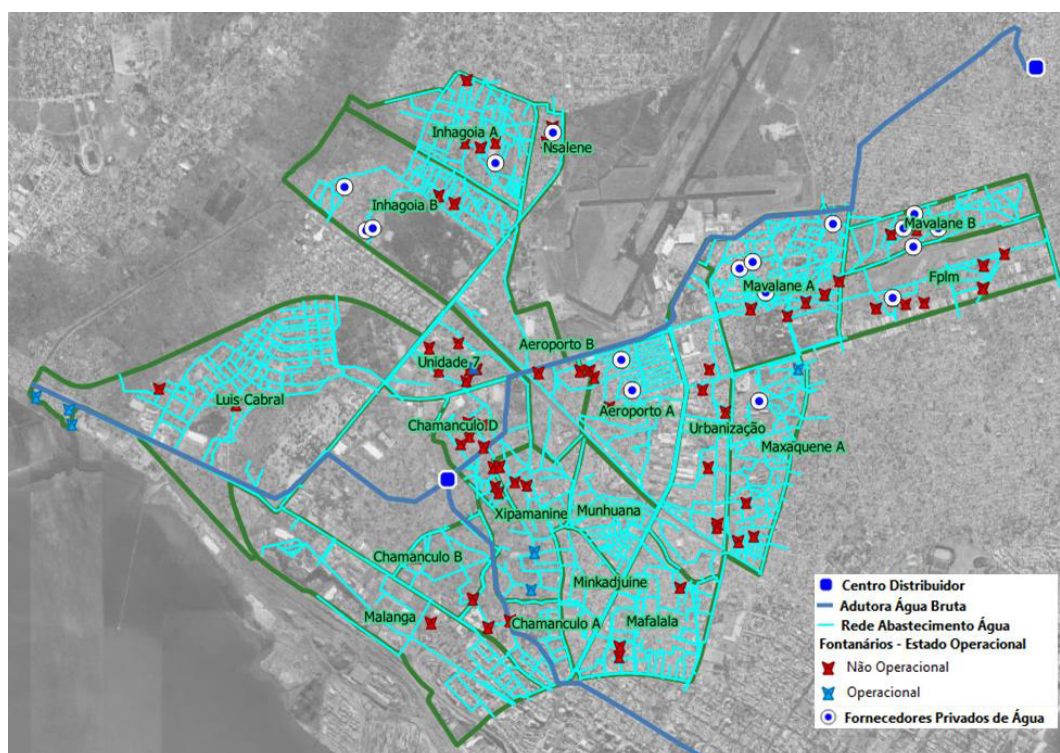 Inhagoia A
Nsalene
Inhagoia B
Mavalane B
Fplm
Mavalane A
Aeroporto B
Unidade 7
Luis Cabral
Aeroporto A
Chamanculo D
Urbanização
Maxaquene A
Xipamanine
Munhuana
Chamanculo B
Minkadjuine
Malanga
Chamanculo A
Mafalala
Centro Distribuidor
Adutora Água Bruta
Rede Abastecimento Água
Fontanários - Estado Operacional
Não Operacional
Operacional
Fornecedores Privados de Água